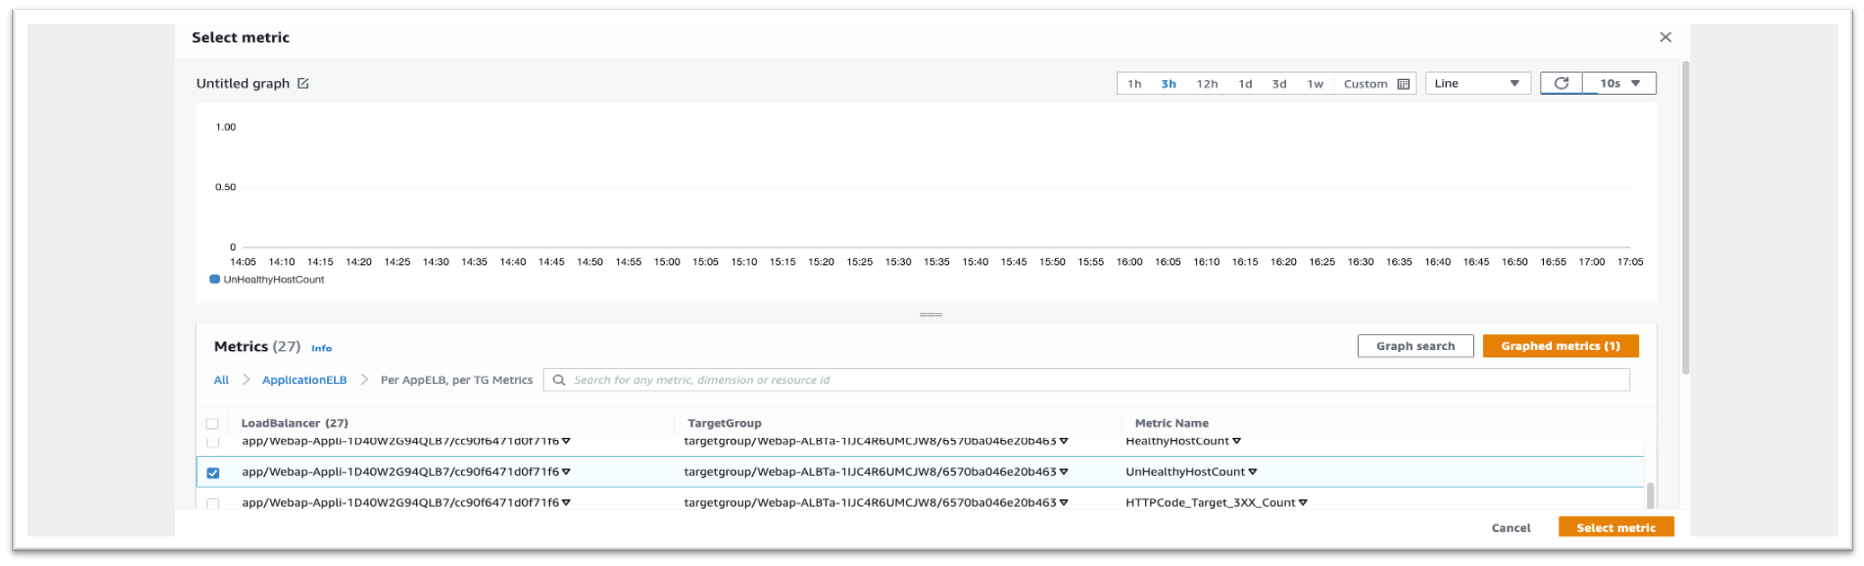 Select metric
Untitled graph
1h 3h 12h 1d 3d 1w Custom Line 10s
1.00
0.50
0
14:05 14:10 14:15 14:20 14:25 14:30 14:35 14:40 14:45 14:50 14:55 15:00 15:05 15:10 15:15 15:20 15:25 15:30 15:35 15:40 15:45 15:50 15:55 16:00 16:05 16:10 16:15 16:20 16:25 16:30 16:35 16:40 16:45 16:50 16:55 17:00 17:05
UnHealthyHostCount
Metrics (27) Info
Graph search Graphed metrics (1)
All ApplicationELB Per AppELB, per TG Metrics Search for any metric, dimension or resource id
LoadBalancer (27) TargetGroup Metric Name
app/Webap-Appli-1D40W2G94QLB7/cc90f6471d0f71f6 targetgroup/Webap-ALBTa-1IJC4R6UMCJW8/6570ba046e20b463 HealthyHostCount
app/Webap-Appli-1D40W2G94QLB7/cc90f6471d0f71f6 targetgroup/Webap-ALBTa-1IJC4R6UMCJW8/6570ba046e20b463 UnHealthyHostCount
app/Webap-Appli-1D40W2G94QLB7/cc90f6471d0f71f6 targetgroup/Webap-ALBTa-1IJC4R6UMCJW8/6570ba046e20b463 HTTPCode_Target_3XX_Count
Cancel Select metric